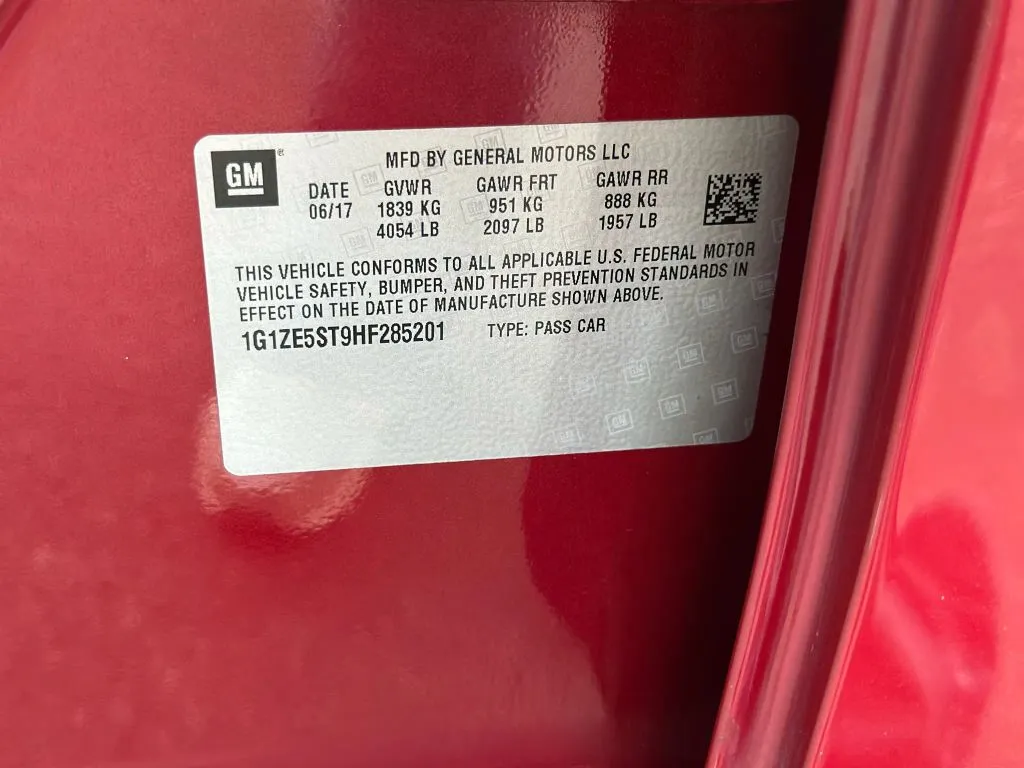 GM®
MFD BY GENERAL MOTORS LLC
DATE GVWR GAWR FRT GAWR RR
06/17 1839 KG 951 KG 888 KG
4054 LB 2097 LB 1957 LB
THIS VEHICLE CONFORMS TO ALL APPLICABLE U.S. FEDERAL MOTOR
VEHICLE SAFETY, BUMPER, AND THEFT PREVENTION STANDARDS IN
EFFECT ON THE DATE OF MANUFACTURE SHOWN ABOVE.
1G1ZE5ST9HF285201 TYPE: PASS CAR